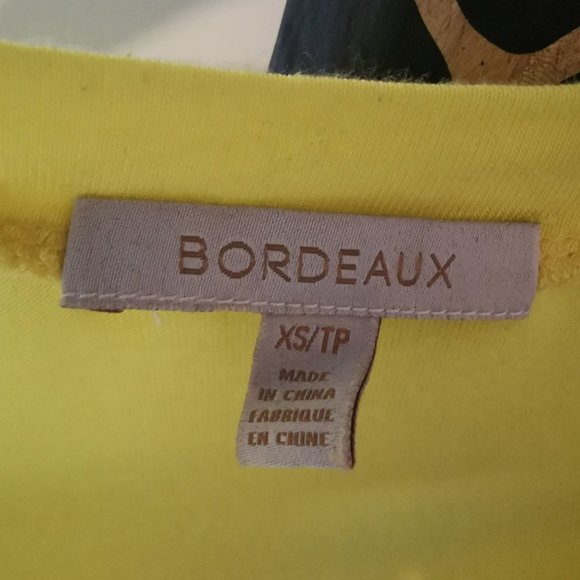 BORDEAUX
XS/TP
MADE
IN CHINA
FABRIQUE
EN CHINE